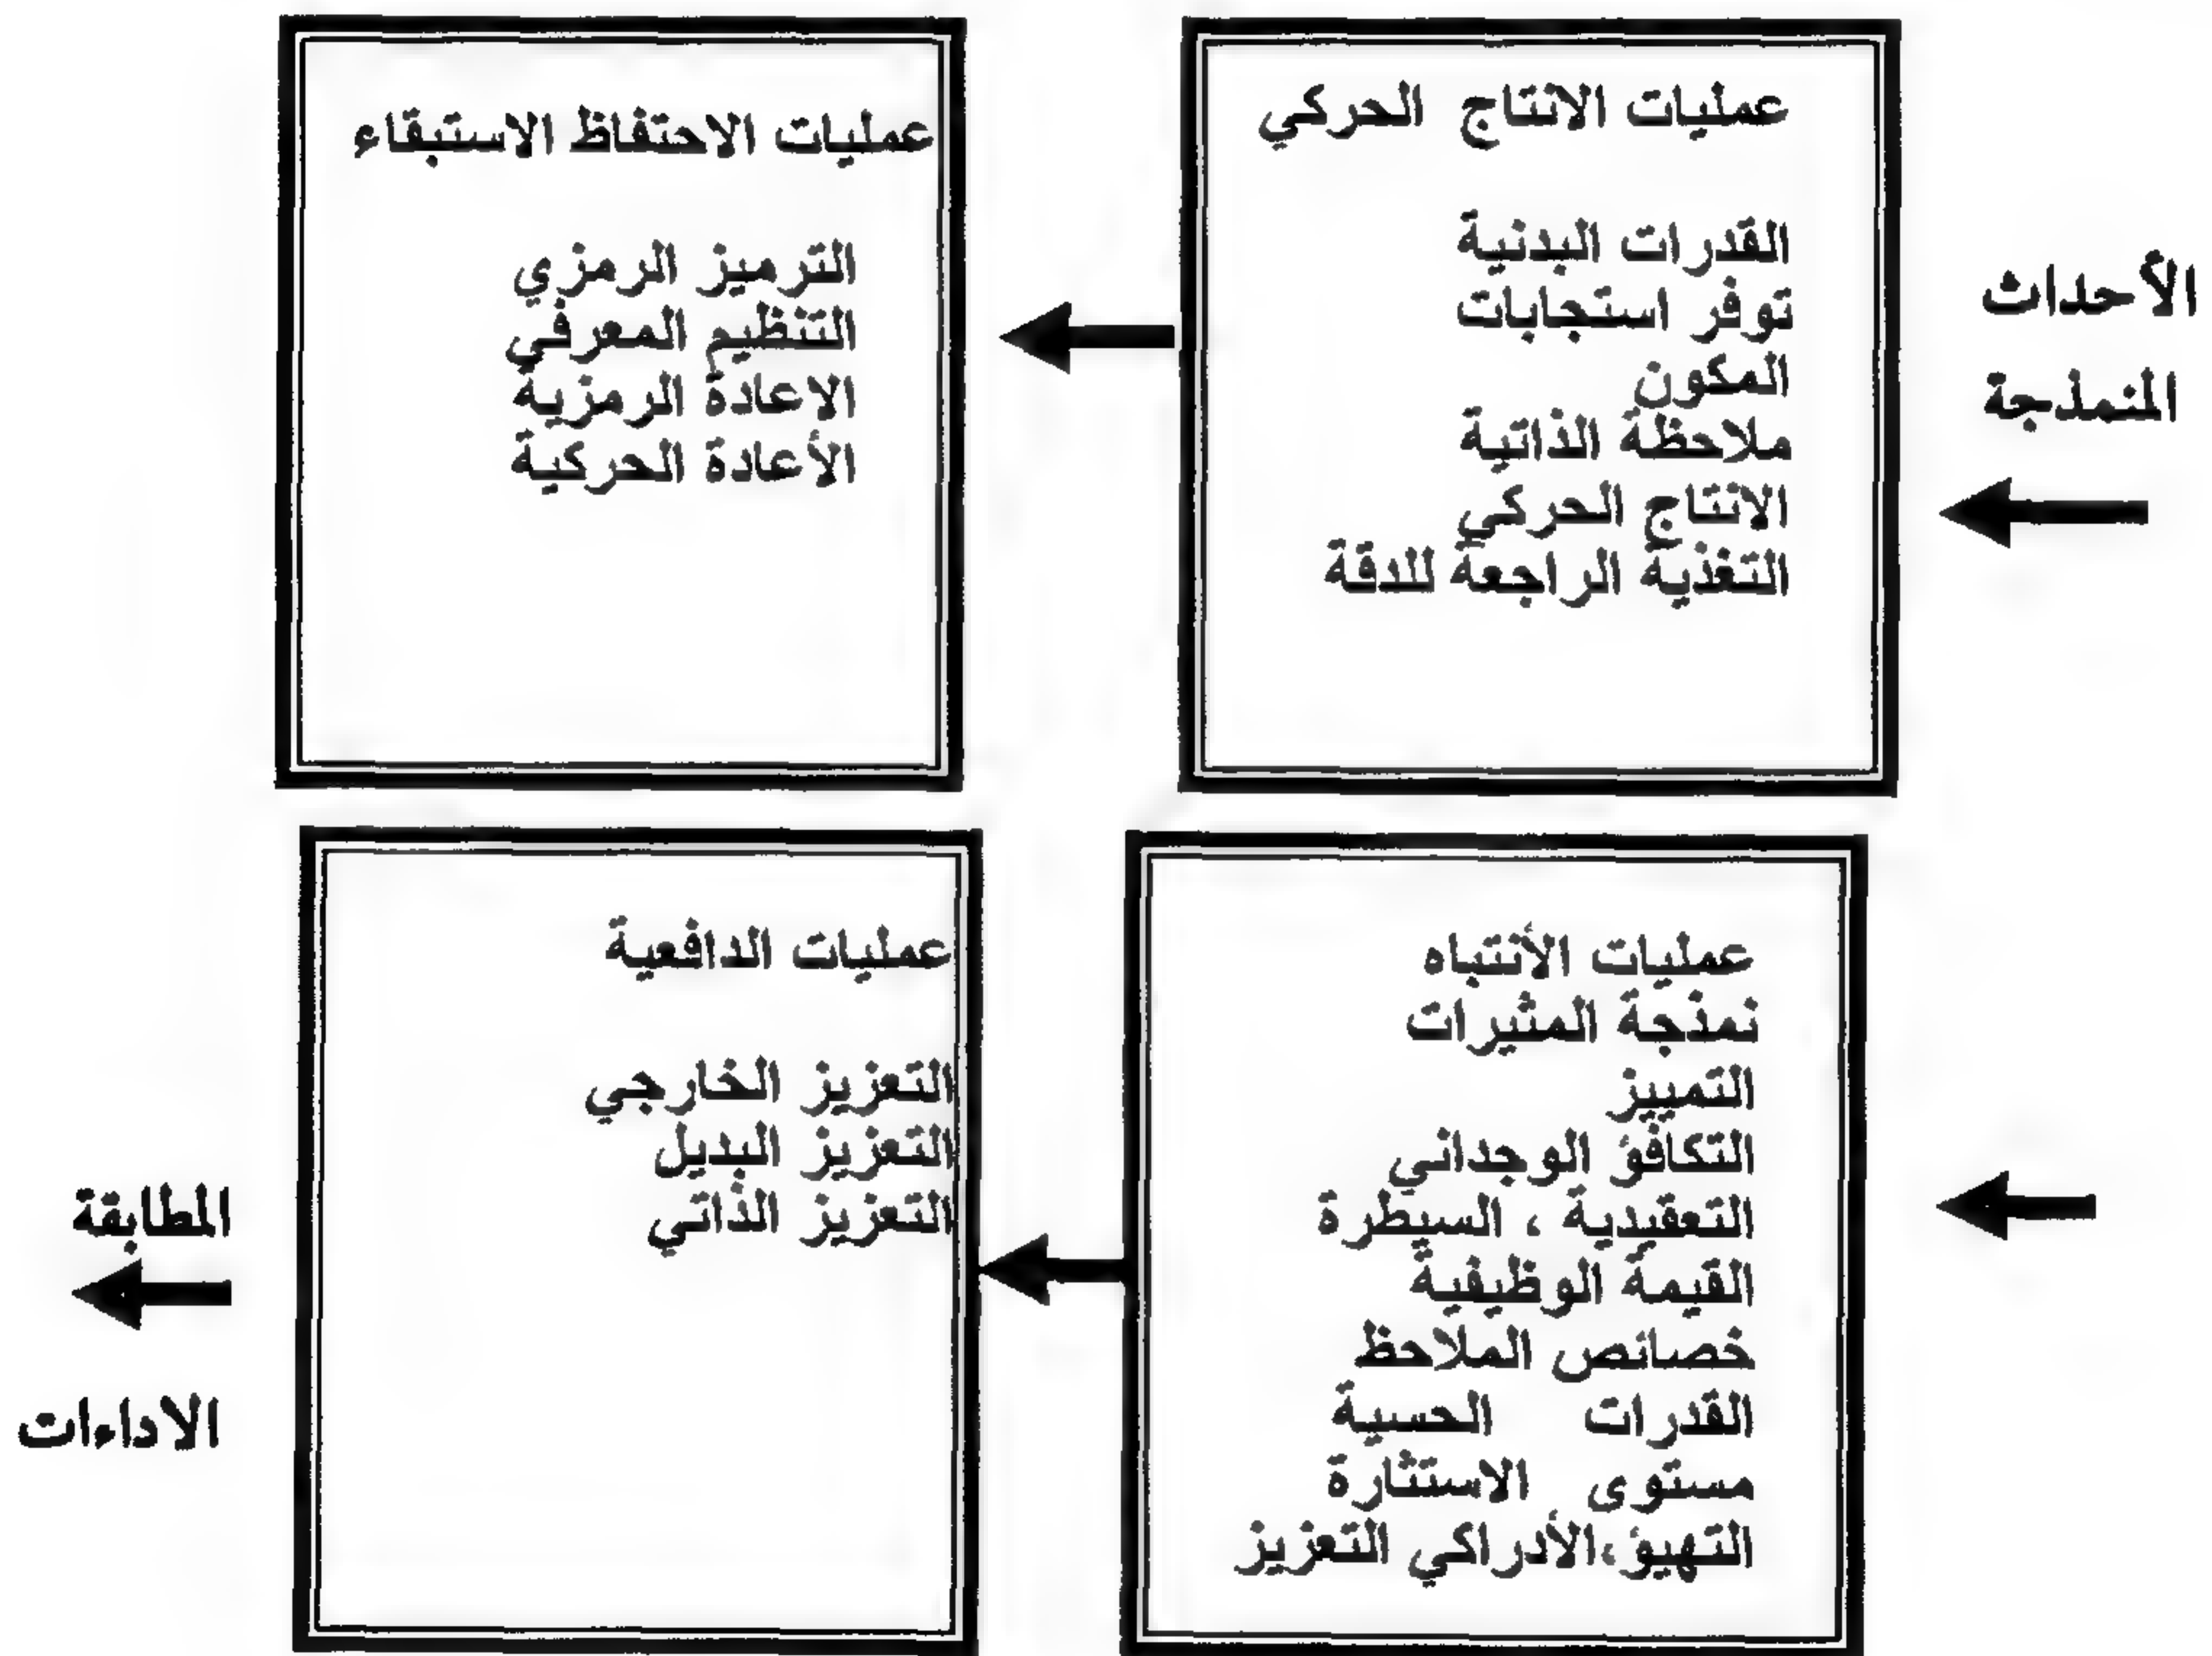 الأحداث
المنمذجة
عمليات الانتاج الحركي
القدرات البدنية
توفر استجابات
المكون
ملاحظة الذاتية
الانتاج الحركي
التغذية الراجعة للدقة
عمليات الاحتفاظ الاستبقاء
الترميز الرمزي
التنظيم المعرفي
الاعادة الرمزية
الأعادة الحركية
عمليات الأنتباه
نمذجة المثيرات
التمييز
التكافؤ الوجداني
التعقيدية ، السيطرة
القيمة الوظيفية
خصائص الملاحظ
القدرات الحسية
مستوى الاستثارة
التهيؤ،الأدراكي التعزيز
عمليات الدافعية
التعزيز الخارجي
التعزيز البديل
التعزيز الذاتي
المطابقة
الاداءات